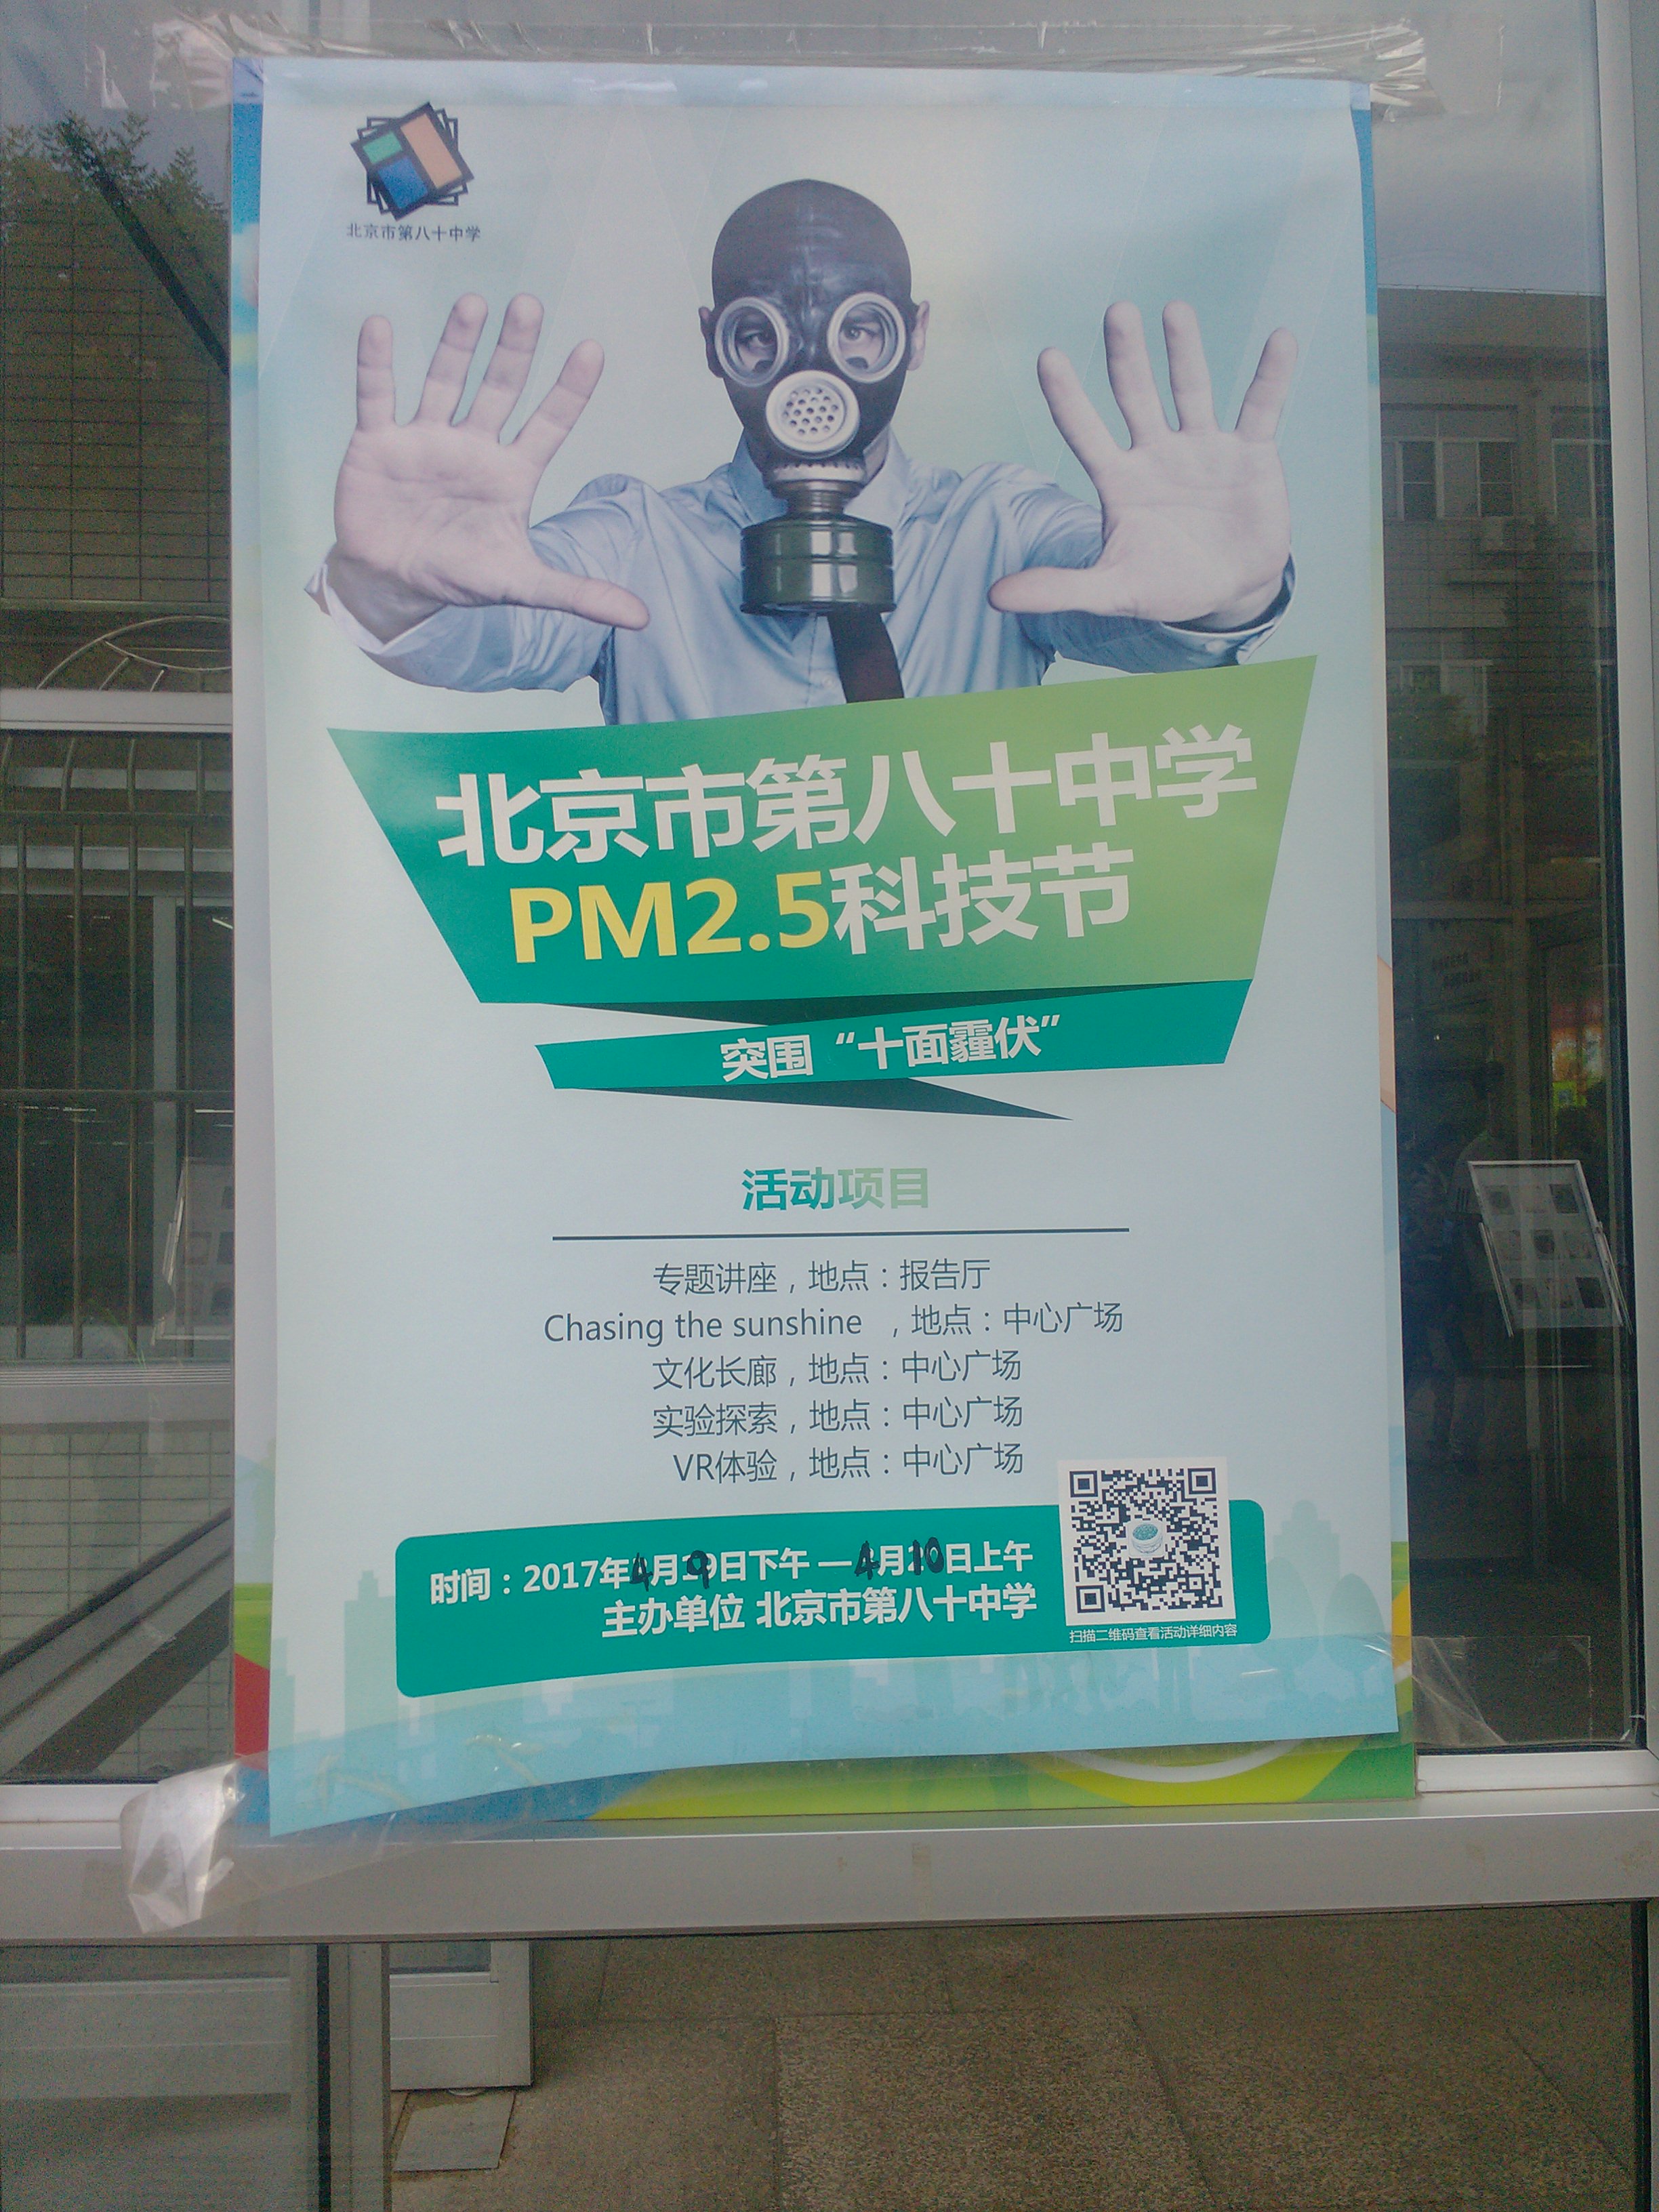 北京市第八十中学
北京市第八十中学
PM2.5科技节
突围“十面霾伏”
活动项目
专题讲座，地点：报告厅
Chasing the sunshine ，地点：中心广场
文化长廊，地点：中心广场
实验探索，地点：中心广场
VR体验，地点：中心广场
时间：2017年4月9日下午—4月10日上午
主办单位 北京市第八十中学
扫描二维码查看活动详细内容